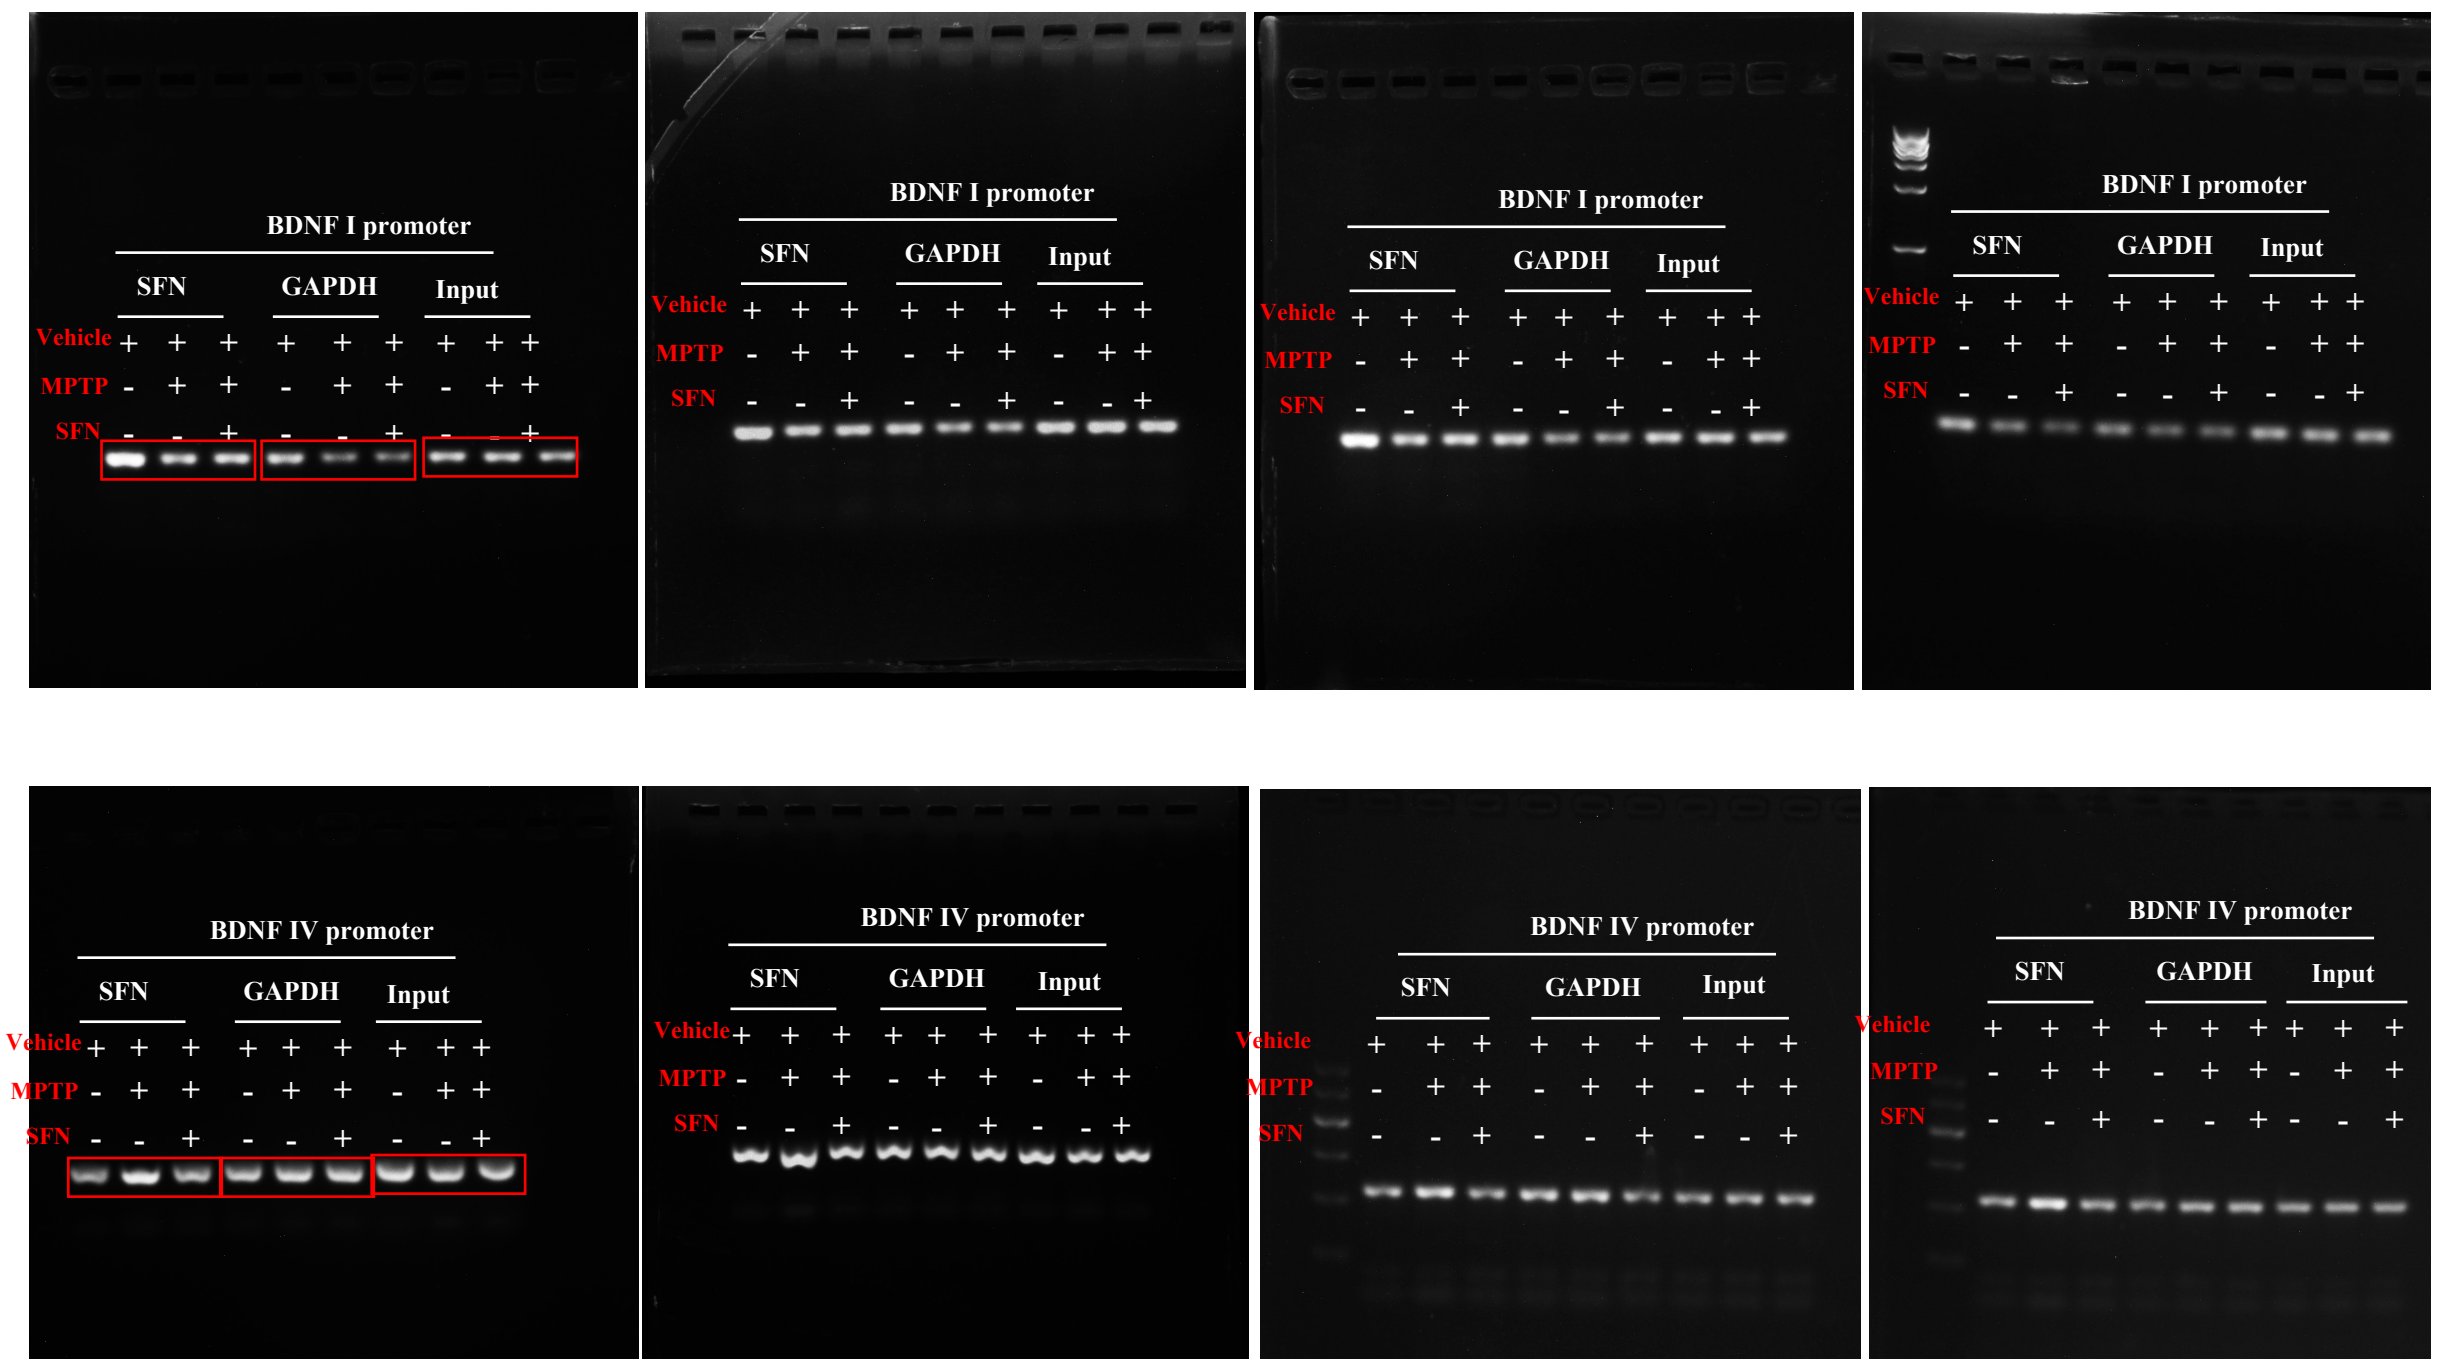 BDNF I promoter
SFN GAPDH Input
Vehicle + + + + + + + + +
MPTP - + + - + + - + +
SFN - - + - - + - - +
BDNF I promoter
SFN GAPDH Input
Vehicle + + + + + + + + +
MPTP - + + - + + - + +
SFN - - + - - + - - +
BDNF I promoter
SFN GAPDH Input
Vehicle + + + + + + + + +
MPTP - + + - + + - + +
SFN - - + - - + - - +
BDNF I promoter
SFN GAPDH Input
Vehicle + + + + + + + + +
MPTP - + + - + + - + +
SFN - - + - - + - - +
BDNF IV promoter
SFN GAPDH Input
Vehicle + + + + + + + + +
MPTP - + + - + + - + +
SFN - - + - - + - - +
BDNF IV promoter
SFN GAPDH Input
Vehicle + + + + + + + + +
MPTP - + + - + + - + +
SFN - - + - - + - - +
BDNF IV promoter
SFN GAPDH Input
Vehicle + + + + + + + + +
MPTP - + + - + + - + +
SFN - - + - - + - - +
BDNF IV promoter
SFN GAPDH Input
Vehicle + + + + + + + + +
MPTP - + + - + + - + +
SFN - - + - - + - - +